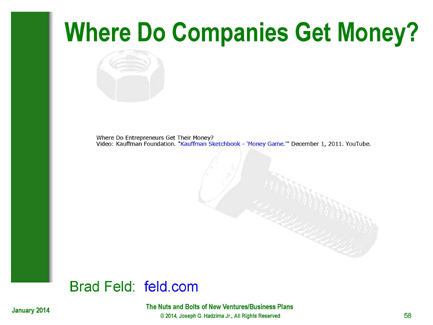 Where Do Companies Get Money?
Where Do Entrepreneurs Get Their Money?
Video: Kauffman Foundation. "Kauffman Sketchbook - 'Money Game.'" December 1, 2011. YouTube.
Brad Feld: feld.com
January 2014
The Nuts and Bolts of New Ventures/Business Plans
© 2014, Joseph G. Hadzima Jr., All Rights Reserved
58